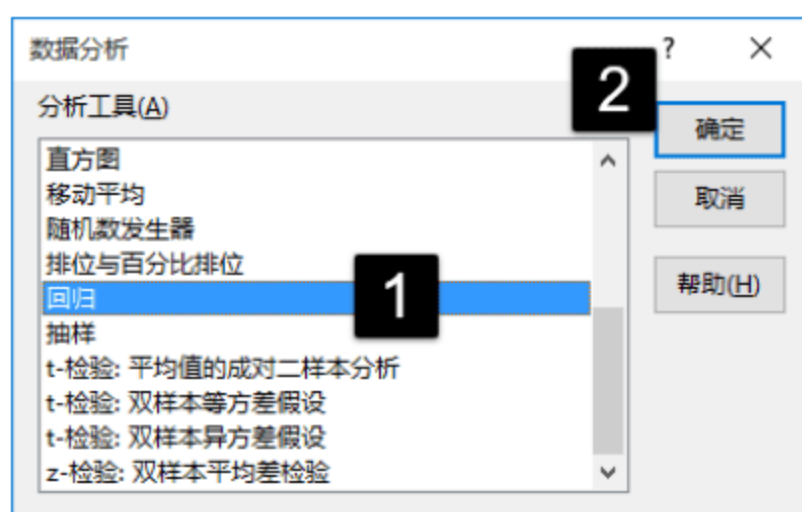 数据分析 ? ×
2
分析工具(A)
确定
直方图
移动平均
取消
随机数发生器
排位与百分比排位
帮助(H)
回归
1
抽样
t-检验: 平均值的成对二样本分析
t-检验: 双样本等方差假设
t-检验: 双样本异方差假设
z-检验: 双样本平均差检验